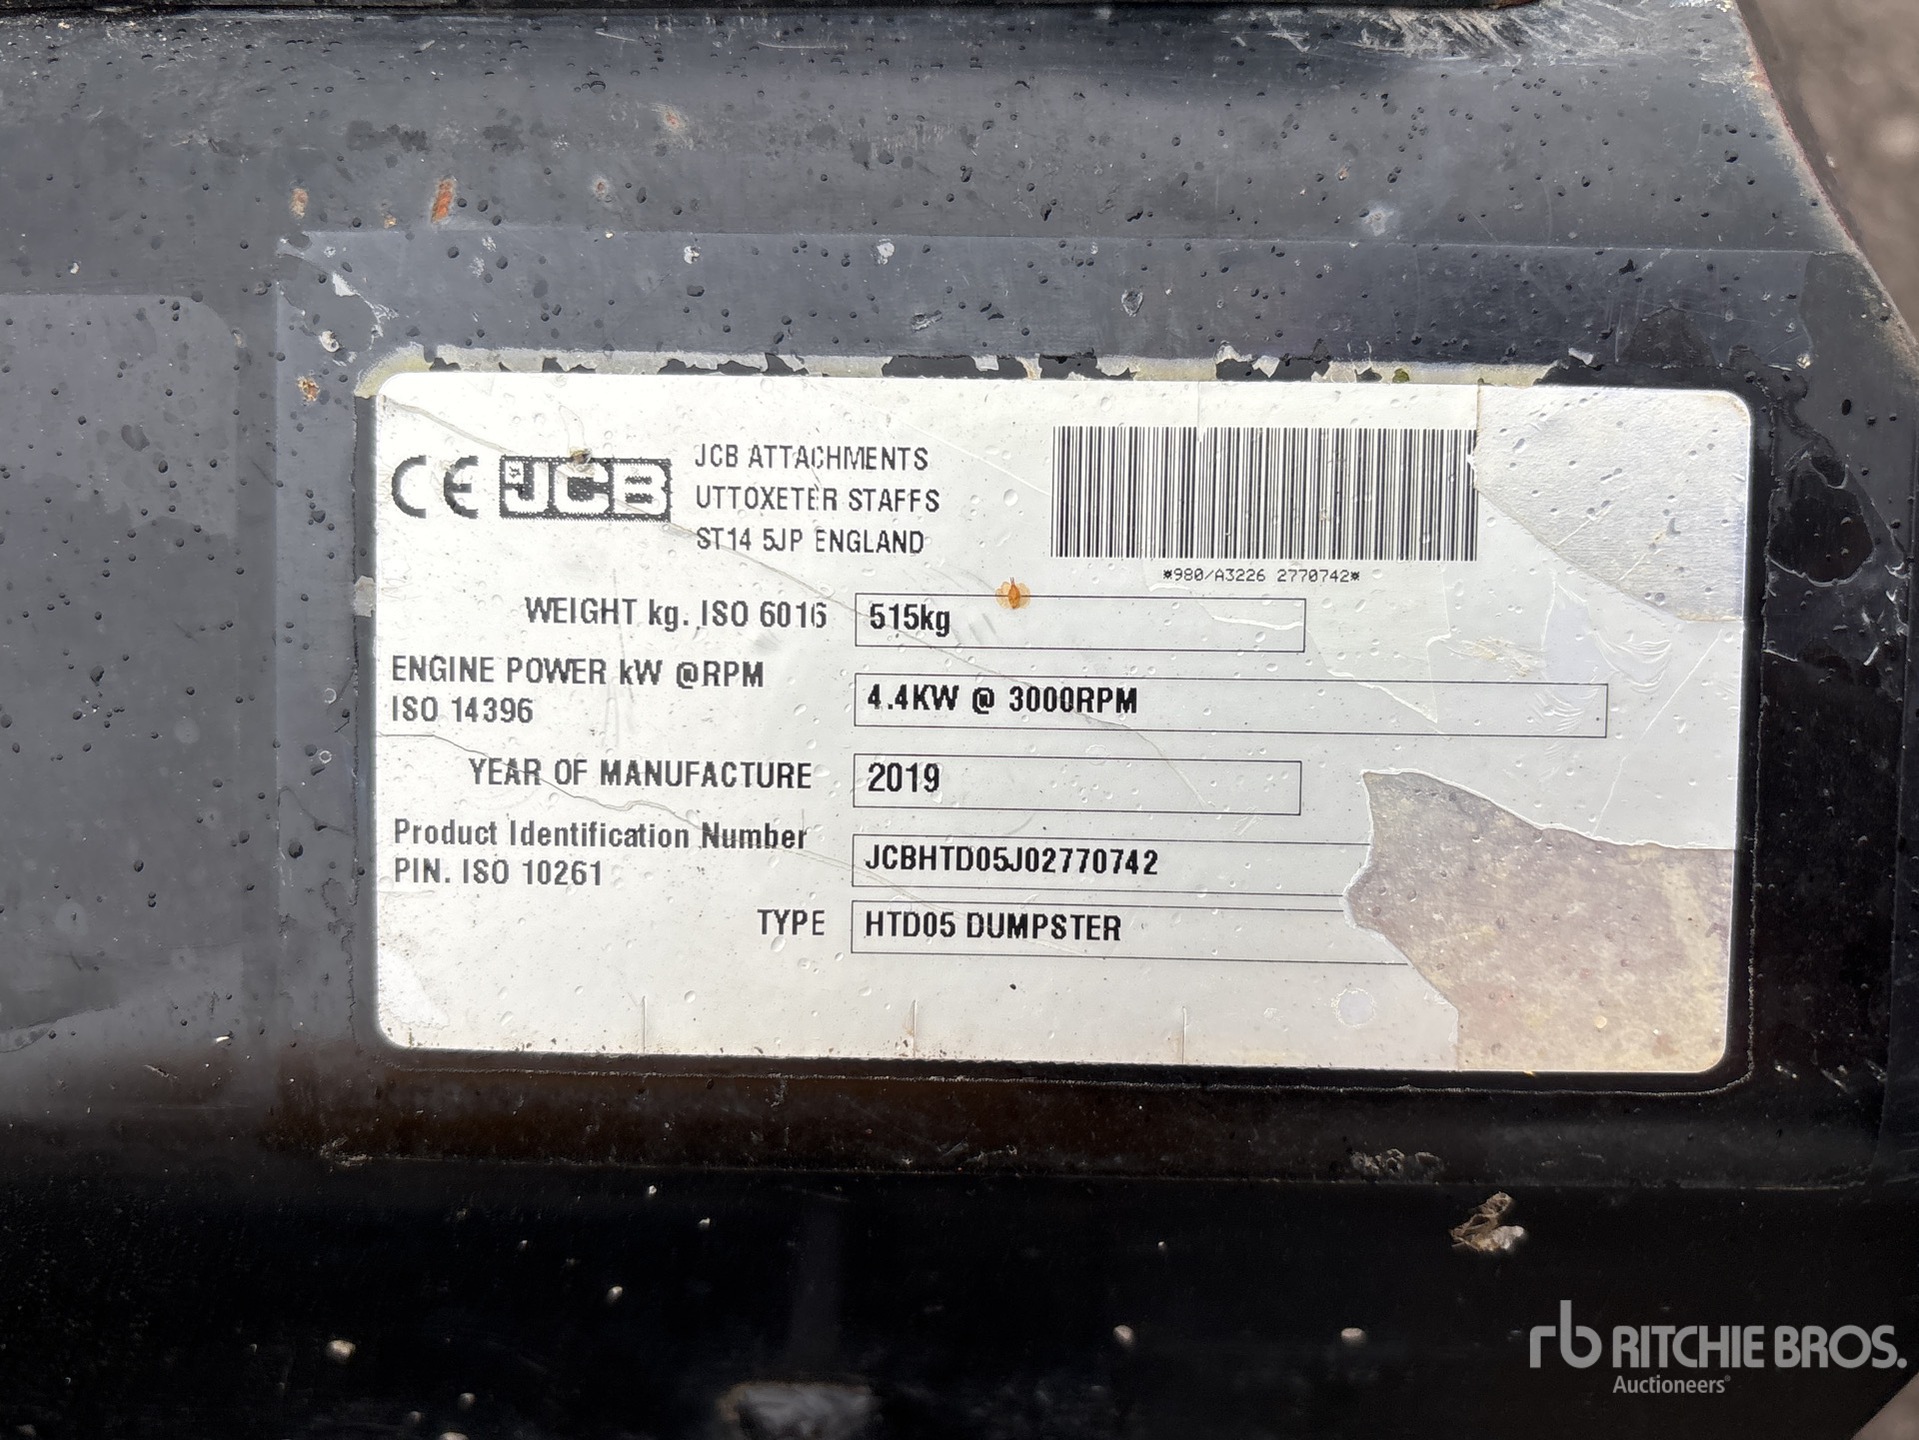 CE JCB
JCB ATTACHMENTS
UTTOXETER STAFFS
ST14 5JP ENGLAND
*980/A3226 2770742*
WEIGHT kg. ISO 6016 515kg
ENGINE POWER kW @RPM
ISO 14396
4.4KW @ 3000RPM
YEAR OF MANUFACTURE 2019
Product Identification Number
PIN. ISO 10261
JCBHTD05J02770742
TYPE HTD05 DUMPSTER
rb RITCHIE BROS.
Auctioneers